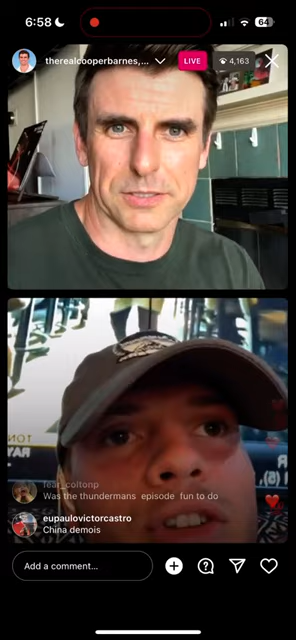 6:58
64
therealcooperbarnes,...
LIVE
4,163
fear_coltonp
Was the thundermans episode fun to do
eupaulovictorcastro
China demois
Add a comment...